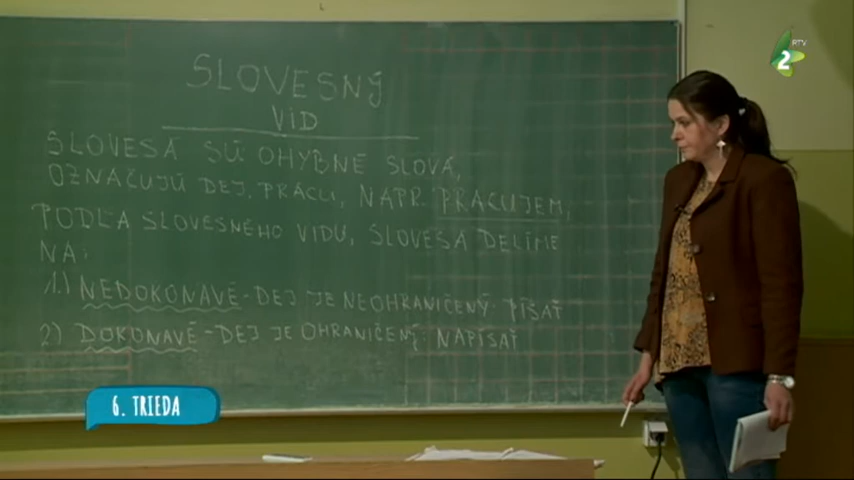 SLOVESNÝ
VID
SLOVESÁ SÚ OHYBNÉ SLOVÁ,
OZNAČUJÚ DEJ, PRÁCU, NAPR. PRACUJEM,
PODĽA SLOVESNÉHO VIDU, SLOVESÁ DELÍME
NA:
1.) NEDOKONAVÉ - DEJ JE NEOHRANIČENÝ: PÍSAŤ
2) DOKONAVÉ - DEJ JE OHRANIČENÝ: NAPÍSAŤ
6. TRIEDA
RTV
2